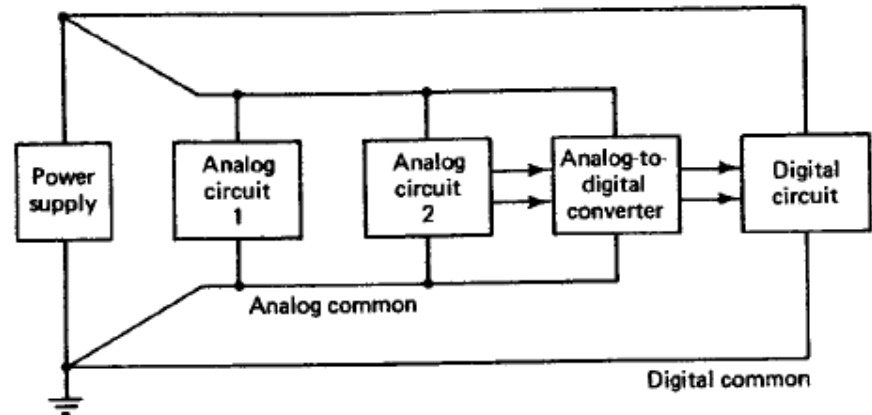 Power
supply
Analog
circuit
1
Analog
circuit
2
Analog-to-
digital
converter
Digital
circuit
Analog common
Digital common